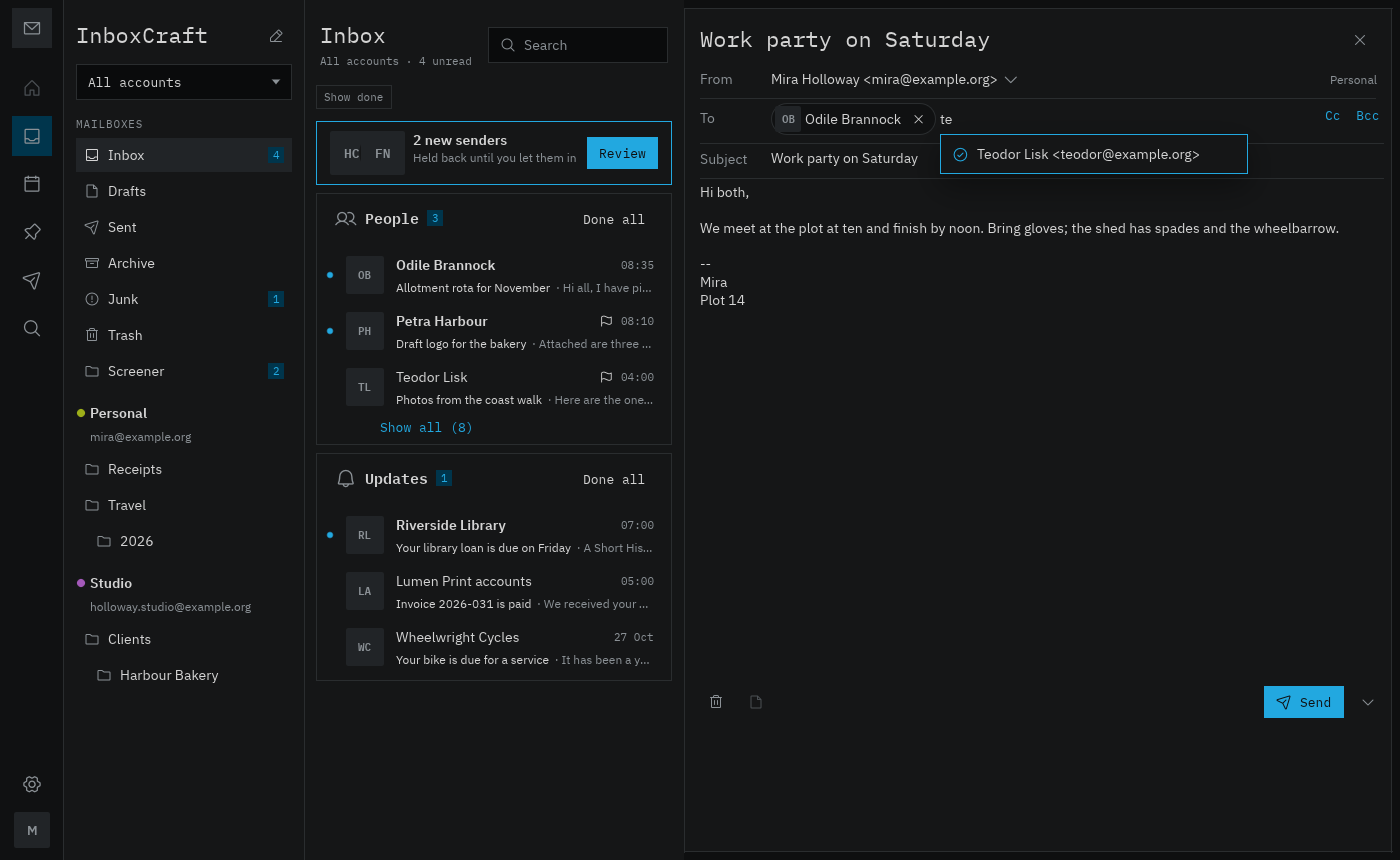 InboxCraft
All accounts
MAILBOXES
Inbox 4
Drafts
Sent
Archive
Junk 1
Trash
Screener 2
Personal
mira@example.org
Receipts
Travel
2026
Studio
holloway.studio@example.org
Clients
Harbour Bakery
M
Inbox
All accounts · 4 unread
Search
Show done
HC FN
2 new senders
Held back until you let them in
Review
People 3 Done all
OB
Odile Brannock 08:35
Allotment rota for November · Hi all, I have pi…
PH
Petra Harbour 08:10
Draft logo for the bakery · Attached are three …
TL
Teodor Lisk 04:00
Photos from the coast walk · Here are the one…
Show all (8)
Updates 1 Done all
RL
Riverside Library 07:00
Your library loan is due on Friday · A Short His…
LA
Lumen Print accounts 05:00
Invoice 2026-031 is paid · We received your …
WC
Wheelwright Cycles 27 Oct
Your bike is due for a service · It has been a y…
Work party on Saturday
From Mira Holloway <mira@example.org> Personal
To OB Odile Brannock te Cc Bcc
Teodor Lisk <teodor@example.org>
Subject Work party on Saturday
Hi both,
We meet at the plot at ten and finish by noon. Bring gloves; the shed has spades and the wheelbarrow.
--
Mira
Plot 14
Send